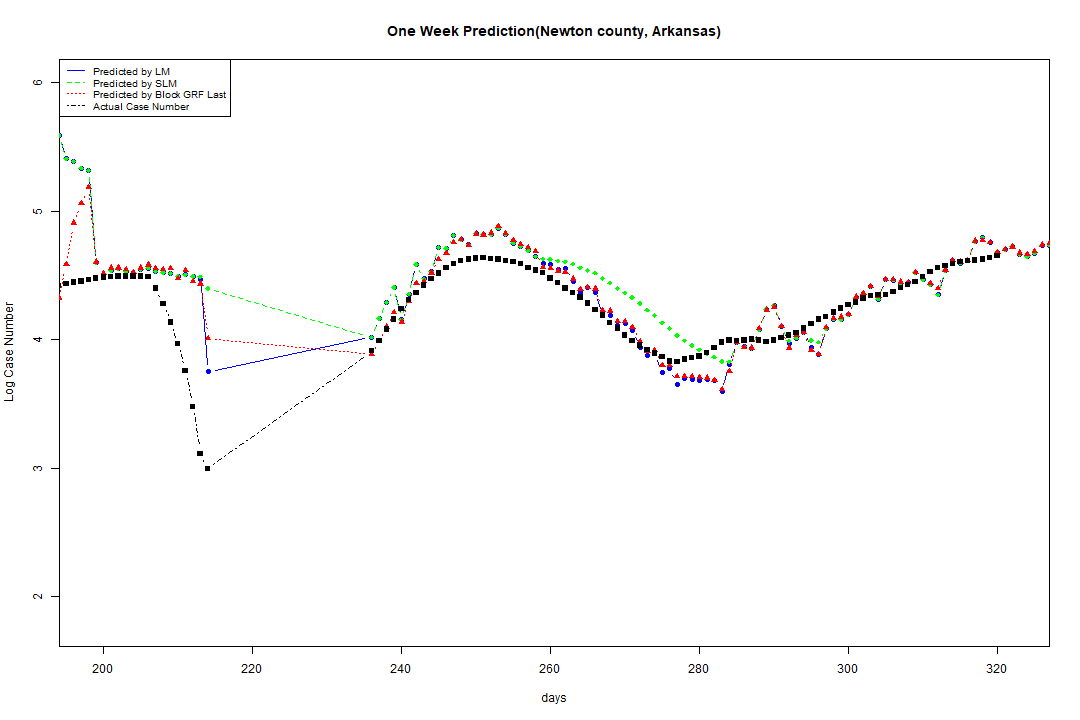 One Week Prediction(Newton county, Arkansas)
Predicted by LM
Predicted by SLM
Predicted by Block GRF Last
Actual Case Number
Log Case Number
6
5
4
3
2
200 220 240 260 280 300 320
days